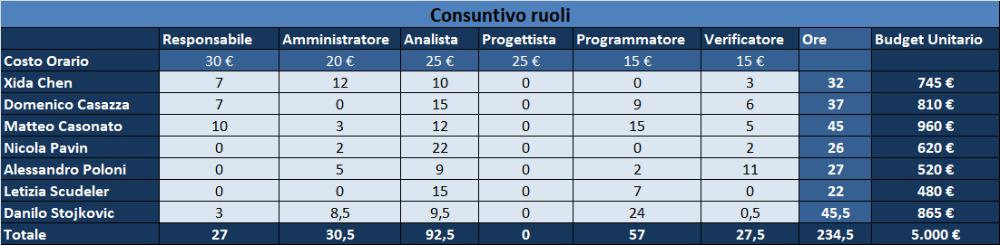 Consuntivo ruoli
Responsabile Amministratore Analista Progettista Programmatore Verificatore Ore Budget Unitario
Costo Orario 30 € 20 € 25 € 25 € 15 € 15 €
Xida Chen 7 12 10 0 0 3 32 745 €
Domenico Casazza 7 0 15 0 9 6 37 810 €
Matteo Casonato 10 3 12 0 15 5 45 960 €
Nicola Pavin 0 2 22 0 0 2 26 620 €
Alessandro Poloni 0 5 9 0 2 11 27 520 €
Letizia Scudeler 0 0 15 0 7 0 22 480 €
Danilo Stojkovic 3 8,5 9,5 0 24 0,5 45,5 865 €
Totale 27 30,5 92,5 0 57 27,5 234,5 5.000 €